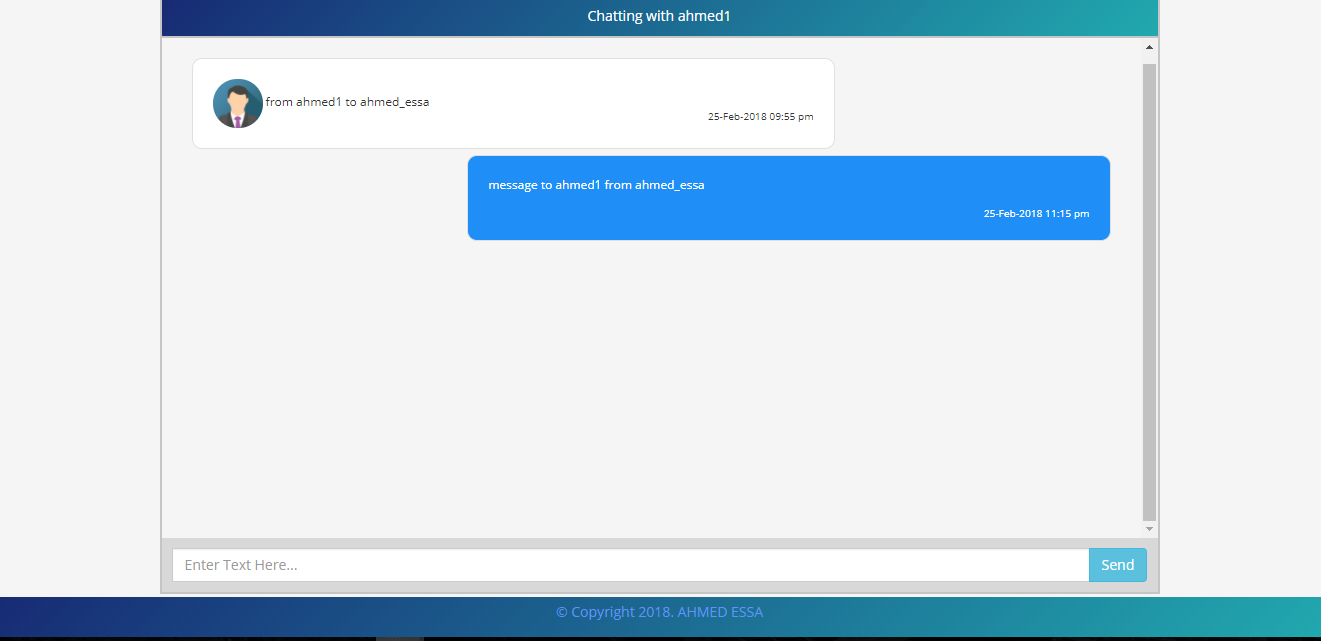 Chatting with ahmed1
from ahmed1 to ahmed_essa
25-Feb-2018 09:55 pm
message to ahmed1 from ahmed_essa
25-Feb-2018 11:15 pm
Enter Text Here...
Send
© Copyright 2018. AHMED ESSA